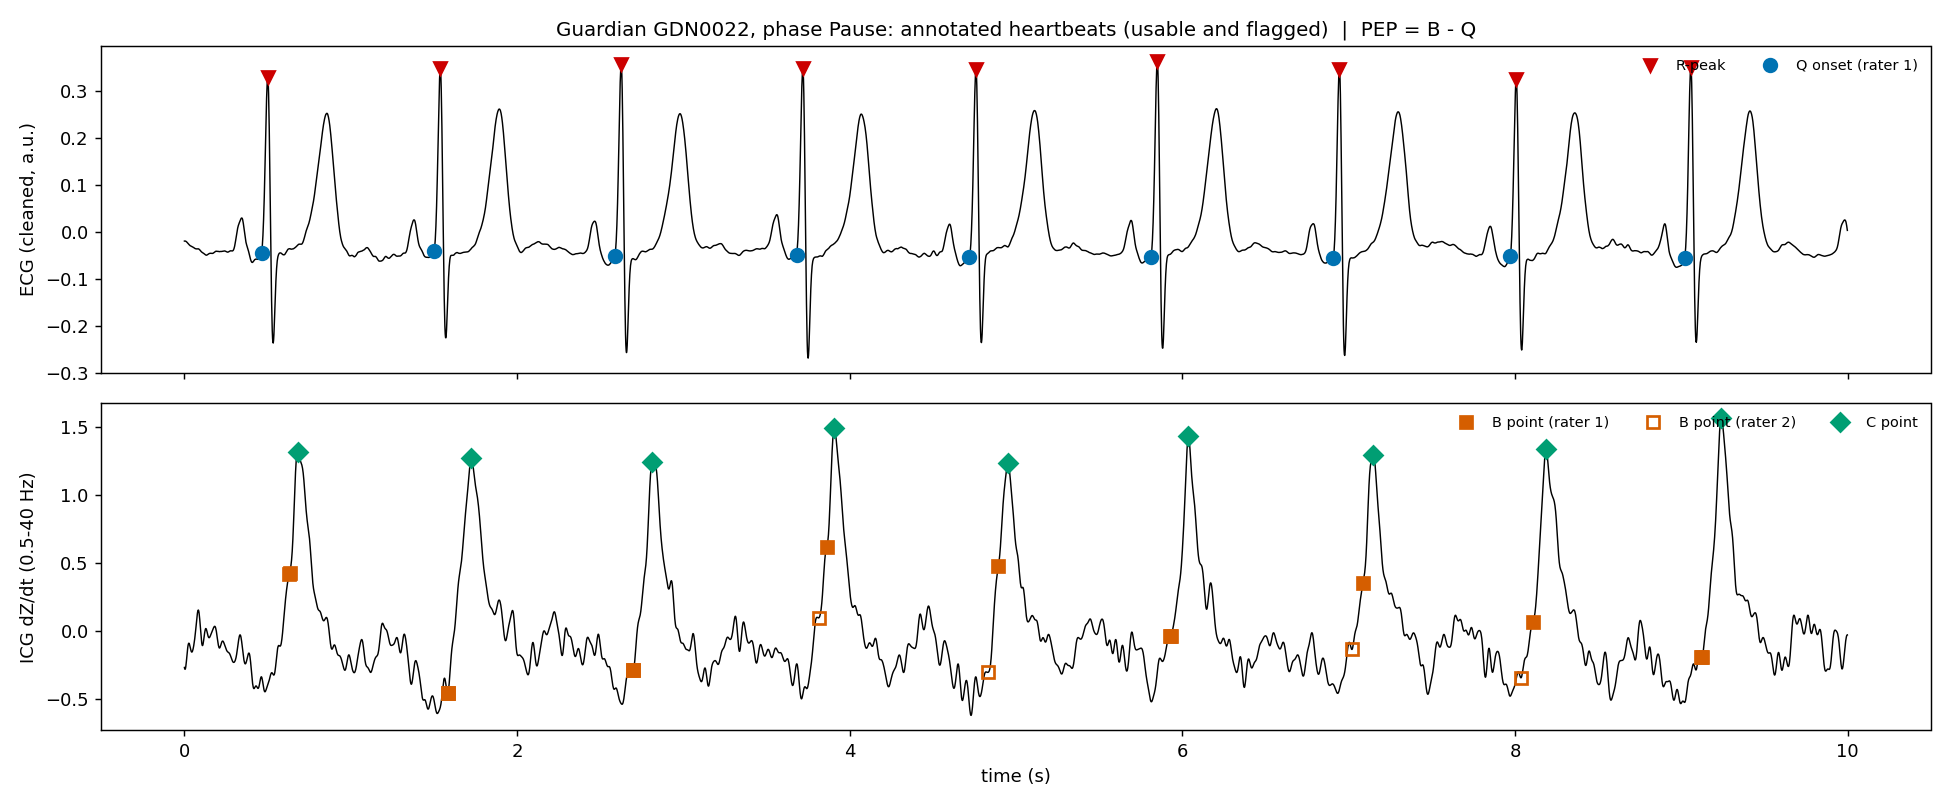 Guardian GDN0022, phase Pause: annotated heartbeats (usable and flagged)  |  PEP = B - Q
ECG (cleaned, a.u.)
0.3
0.2
0.1
0.0
−0.1
−0.2
−0.3
R peak
Q onset (rater 1)
ICG dZ/dt (0.5-40 Hz)
1.5
1.0
0.5
0.0
−0.5
B point (rater 1)
B point (rater 2)
C point
0
2
4
6
8
10
time (s)